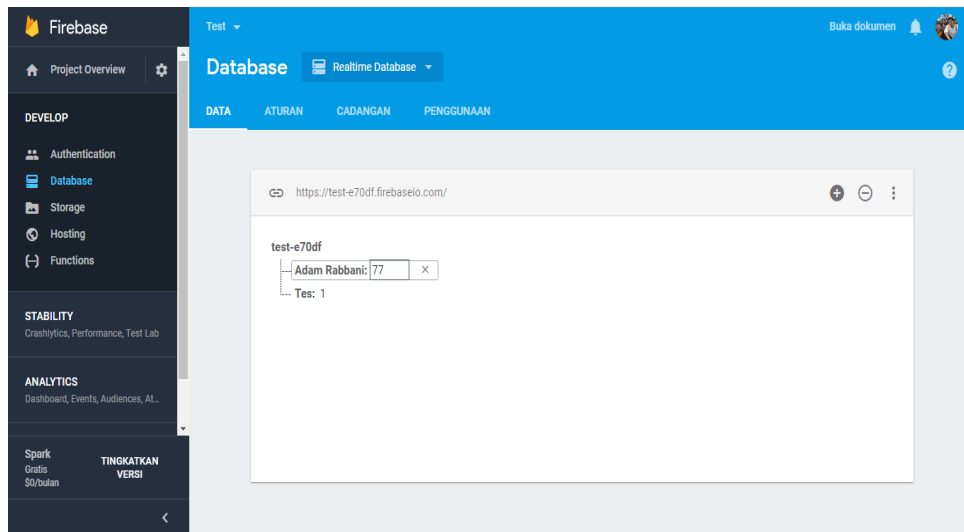 Firebase
Project Overview
DEVELOP
Authentication
Database
Storage
Hosting
Functions
STABILITY
Crashlytics, Performance, Test Lab
ANALYTICS
Dashboard, Events, Audiences, At...
Spark
Gratis
$0/bulan
TINGKATKAN
VERSI
Test
Buka dokumen
Database
Realtime Database
DATA ATURAN CADANGAN PENGGUNAAN
https://test-e70df.firebaseio.com/
test-e70df
Adam Rabbani: 77
Tes: 1